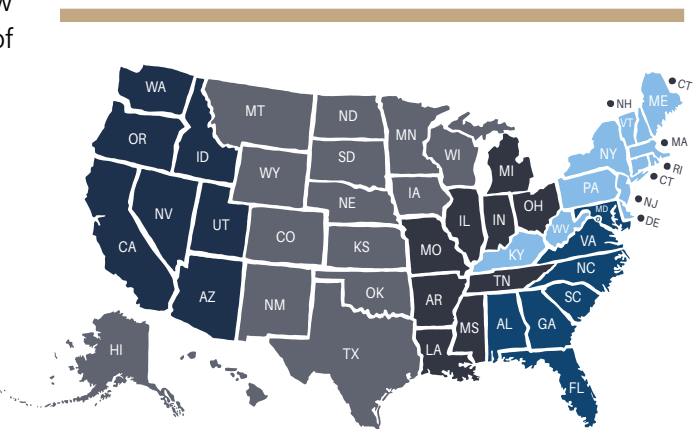 w
of
CT
ME
NH
VT
WA
MT
ND
MN
MA
OR
NY
ID
SD
WI
RI
MI
CT
WY
PA
IA
NJ
NE
OH
MD
NV
UT
IL
IN
DE
WV
CO
KS
MO
VA
CA
KY
NC
TN
AZ
OK
AR
SC
NM
MS
AL
GA
HI
LA
TX
FL